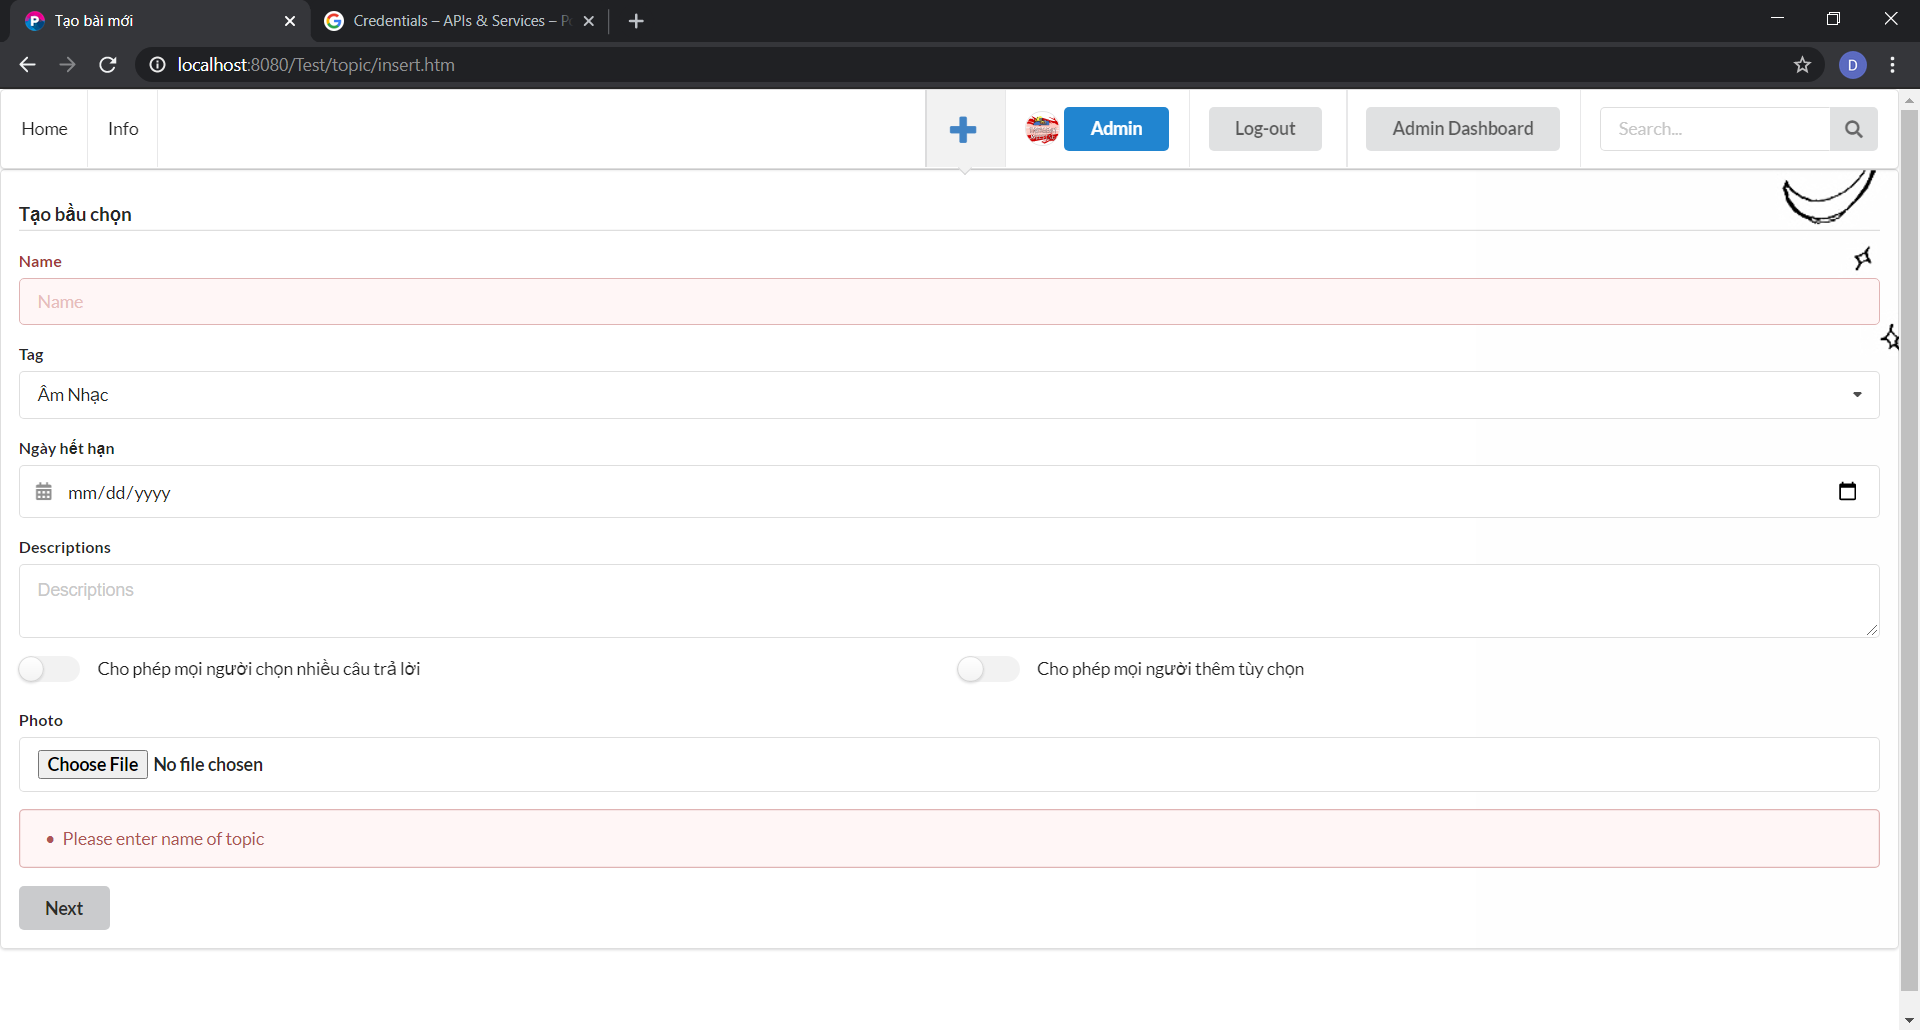 Tạo bài mới
Credentials – APIs & Services – P
localhost:8080/Test/topic/insert.htm
D
Home
Info
Admin
Log-out
Admin Dashboard
Search...
Tạo bầu chọn
Name
Name
Tag
Âm Nhạc
Ngày hết hạn
mm/dd/yyyy
Descriptions
Descriptions
Cho phép mọi người chọn nhiều câu trả lời
Cho phép mọi người thêm tùy chọn
Photo
Choose File No file chosen
• Please enter name of topic
Next